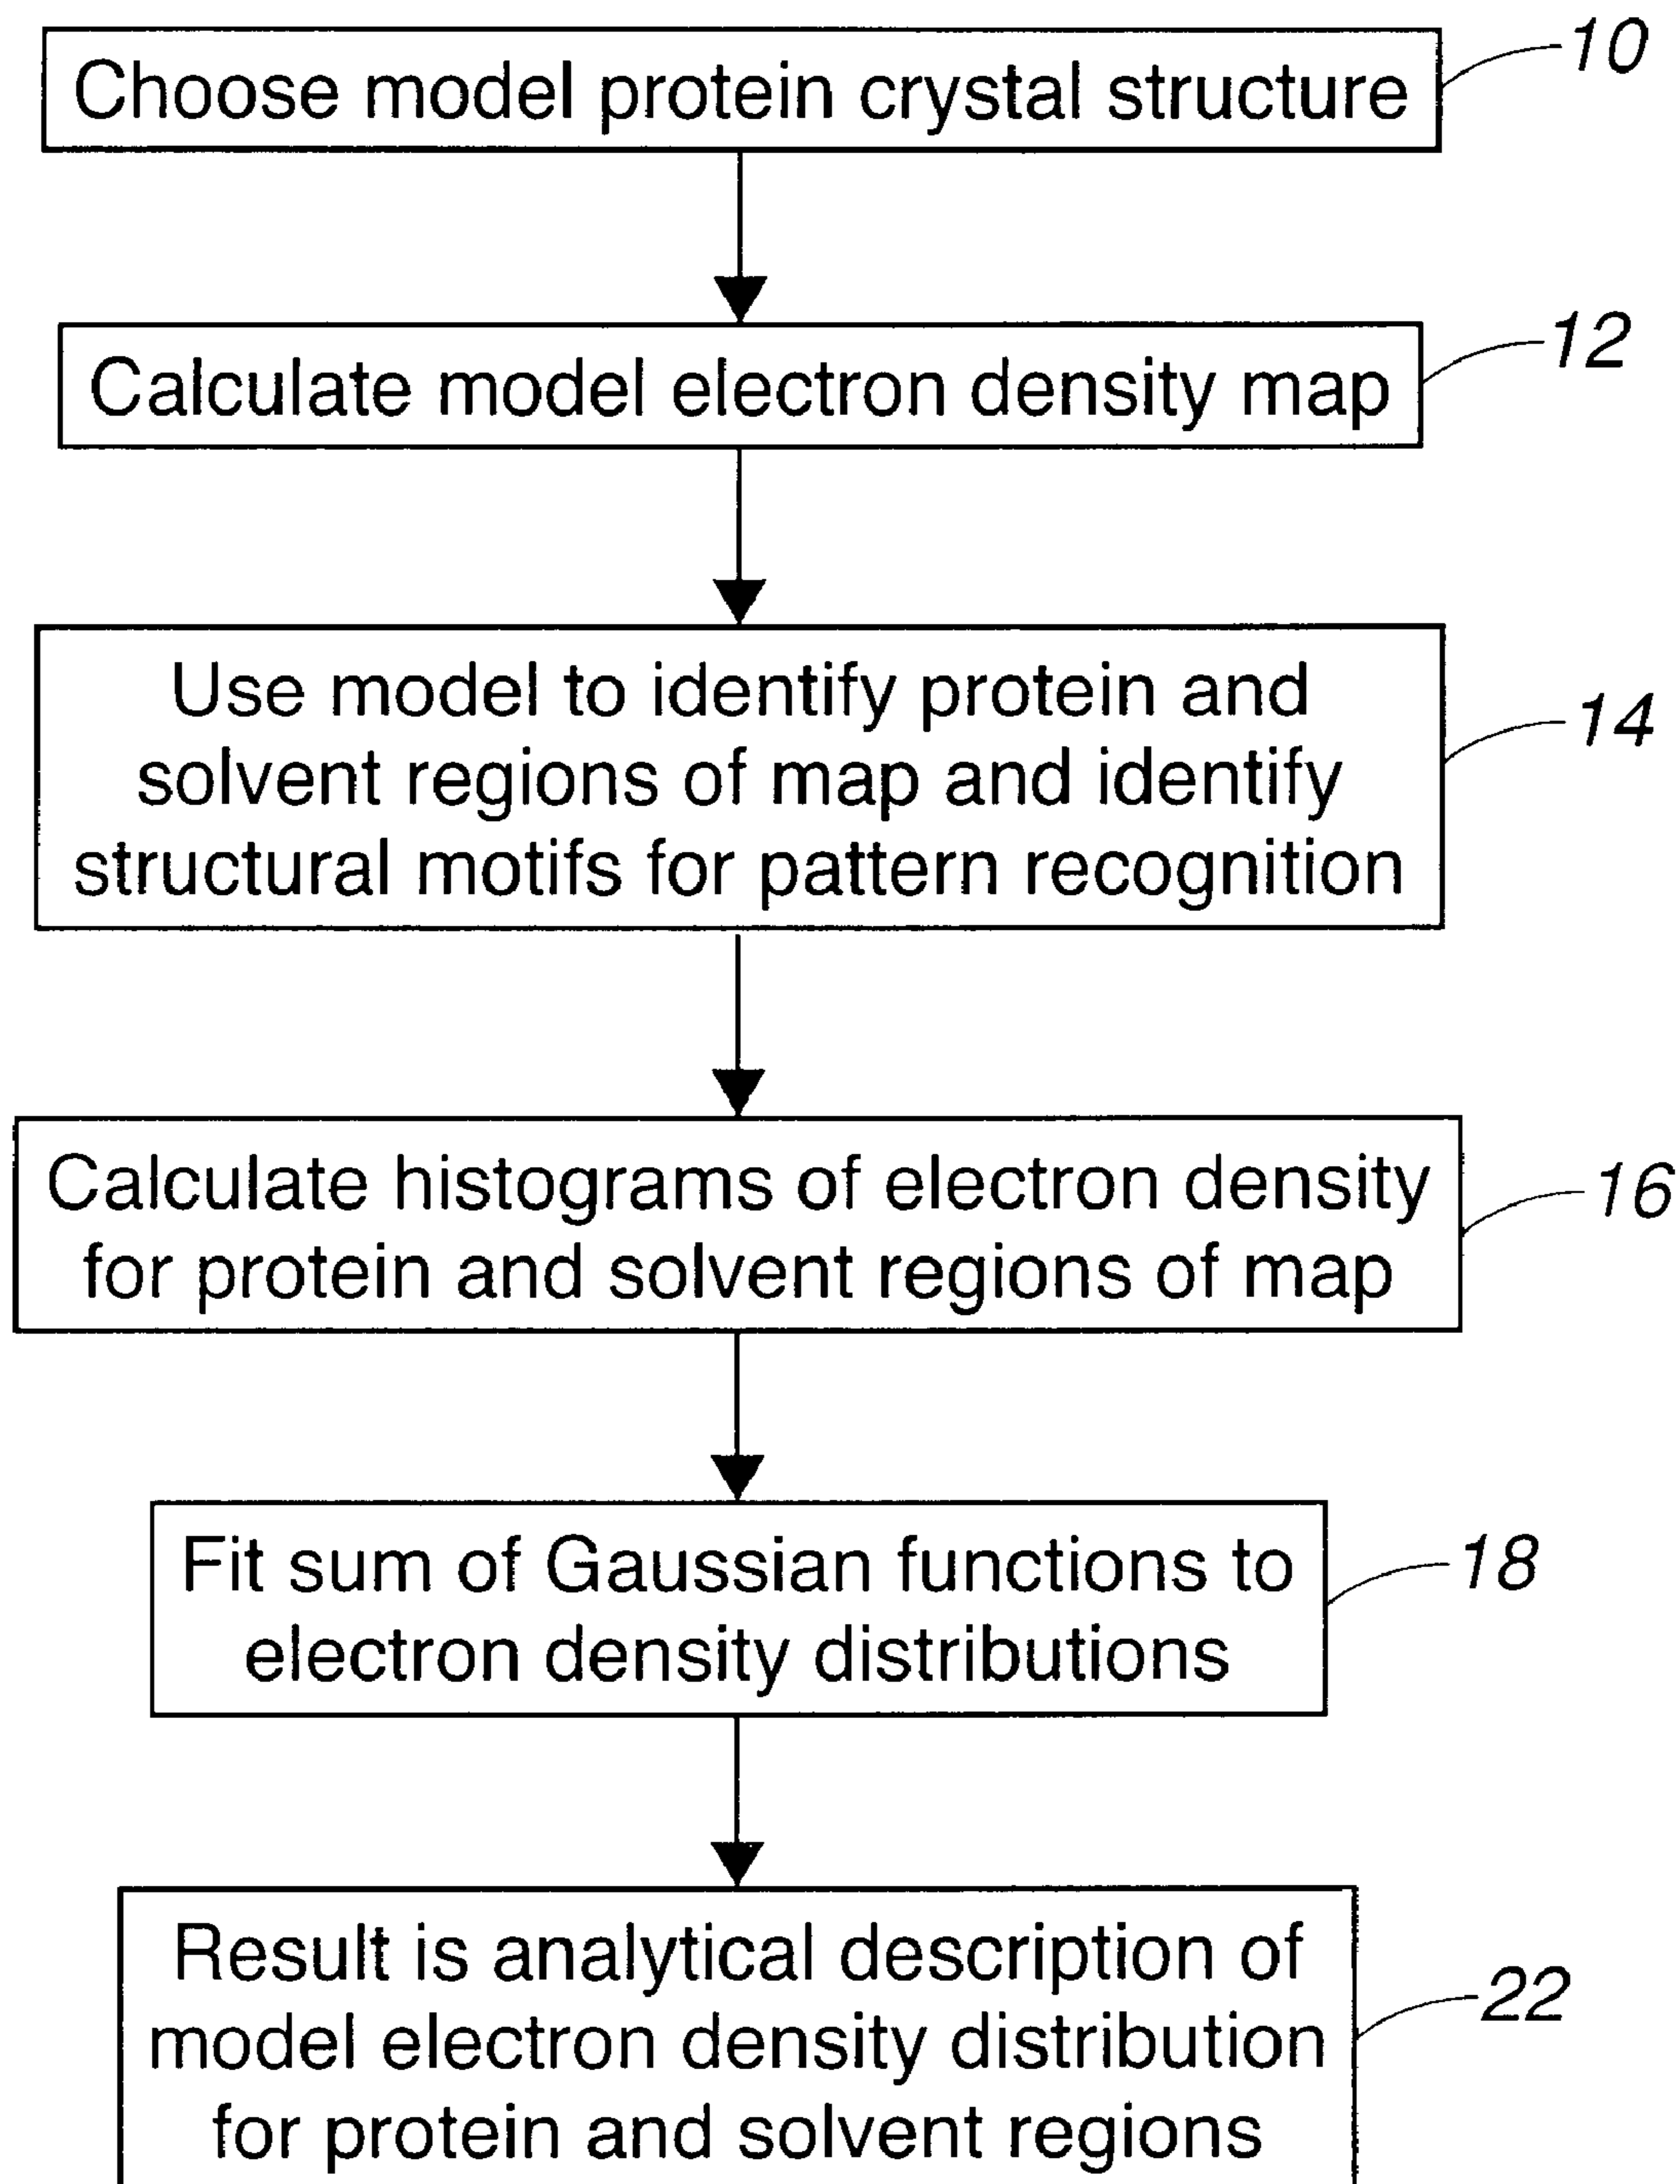 Choose model protein crystal structure
10
Calculate model electron density map
12
Use model to identify protein and
solvent regions of map and identify
structural motifs for pattern recognition
14
Calculate histograms of electron density
for protein and solvent regions of map
16
Fit sum of Gaussian functions to
electron density distributions
18
Result is analytical description of
model electron density distribution
for protein and solvent regions
22